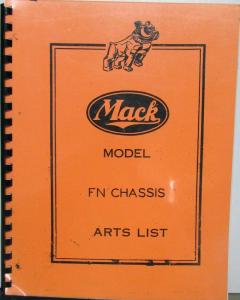 Mack
MODEL
FN CHASSIS
ARTS LIST